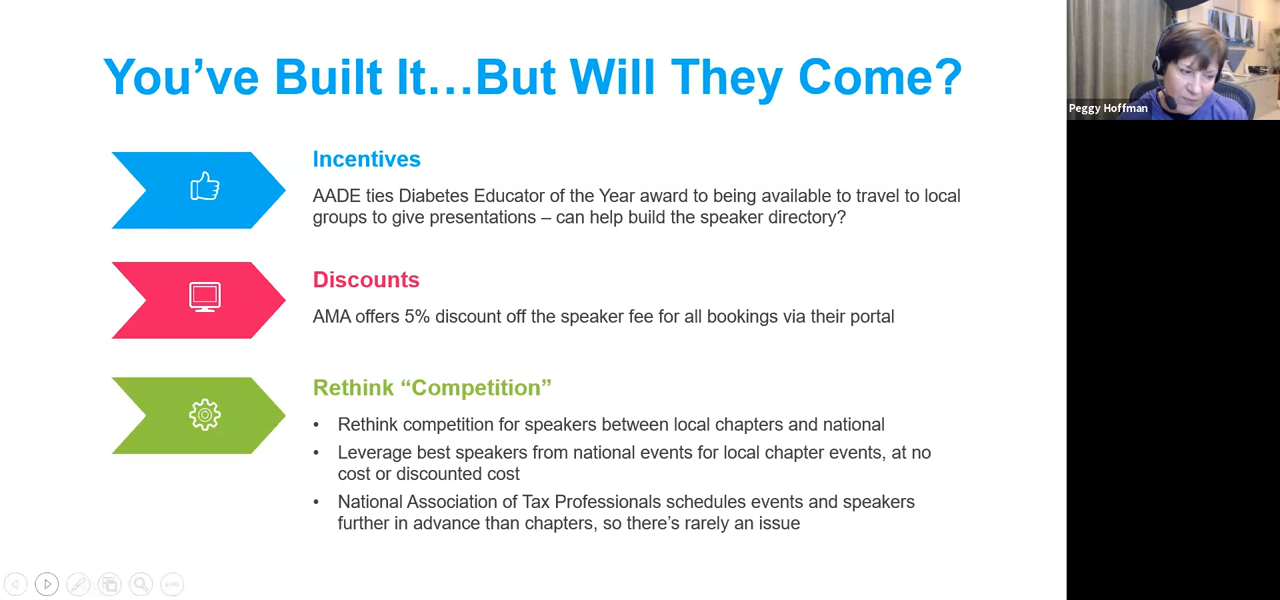 You’ve Built It…But Will They Come?
Peggy Hoffman
Incentives
AADE ties Diabetes Educator of the Year award to being available to travel to local
groups to give presentations – can help build the speaker directory?
Discounts
AMA offers 5% discount off the speaker fee for all bookings via their portal
Rethink “Competition”
• Rethink competition for speakers between local chapters and national
• Leverage best speakers from national events for local chapter events, at no
cost or discounted cost
• National Association of Tax Professionals schedules events and speakers
further in advance than chapters, so there’s rarely an issue